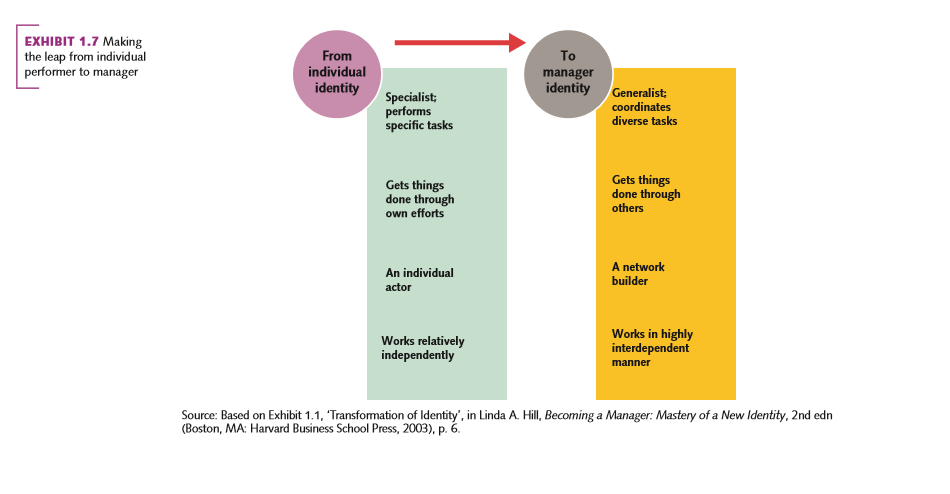 EXHIBIT 1.7 Making
the leap from individual
performer to manager
From
individual
identity
To
manager
identity
Specialist;
performs
specific tasks
Generalist;
coordinates
diverse tasks
Gets things
done through
own efforts
Gets things
done through
others
An individual
actor
A network
builder
Works relatively
independently
Works in highly
interdependent
manner
Source: Based on Exhibit 1.1, ‘Transformation of Identity’, in Linda A. Hill, Becoming a Manager: Mastery of a New Identity, 2nd edn
(Boston, MA: Harvard Business School Press, 2003), p. 6.